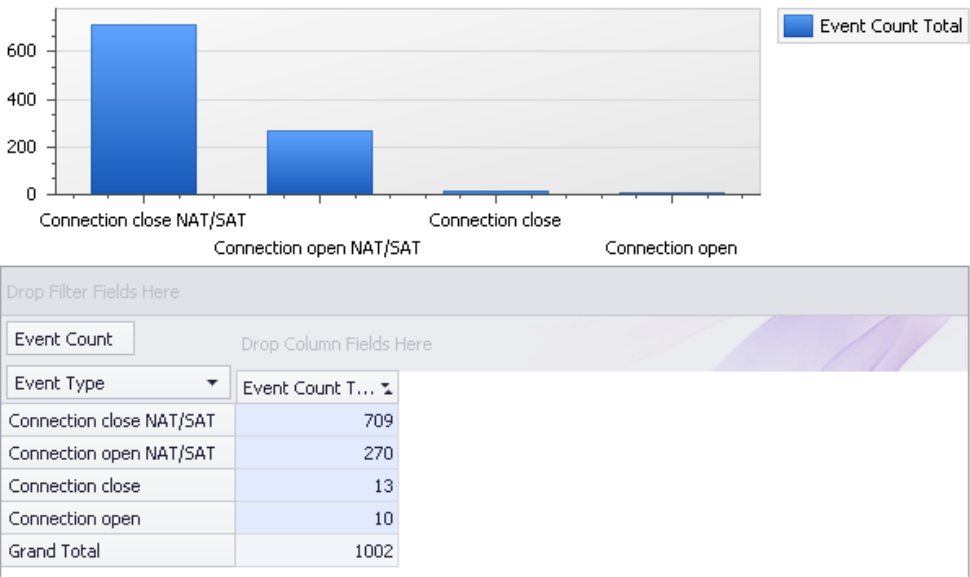 Event Count Total
600
400
200
0
Connection close NAT/SAT
Connection close
Connection open NAT/SAT
Connection open
Drop Filter Fields Here
Event Count
Drop Column Fields Here
Event Type
Event Count T...
Connection close NAT/SAT 709
Connection open NAT/SAT 270
Connection close 13
Connection open 10
Grand Total 1002